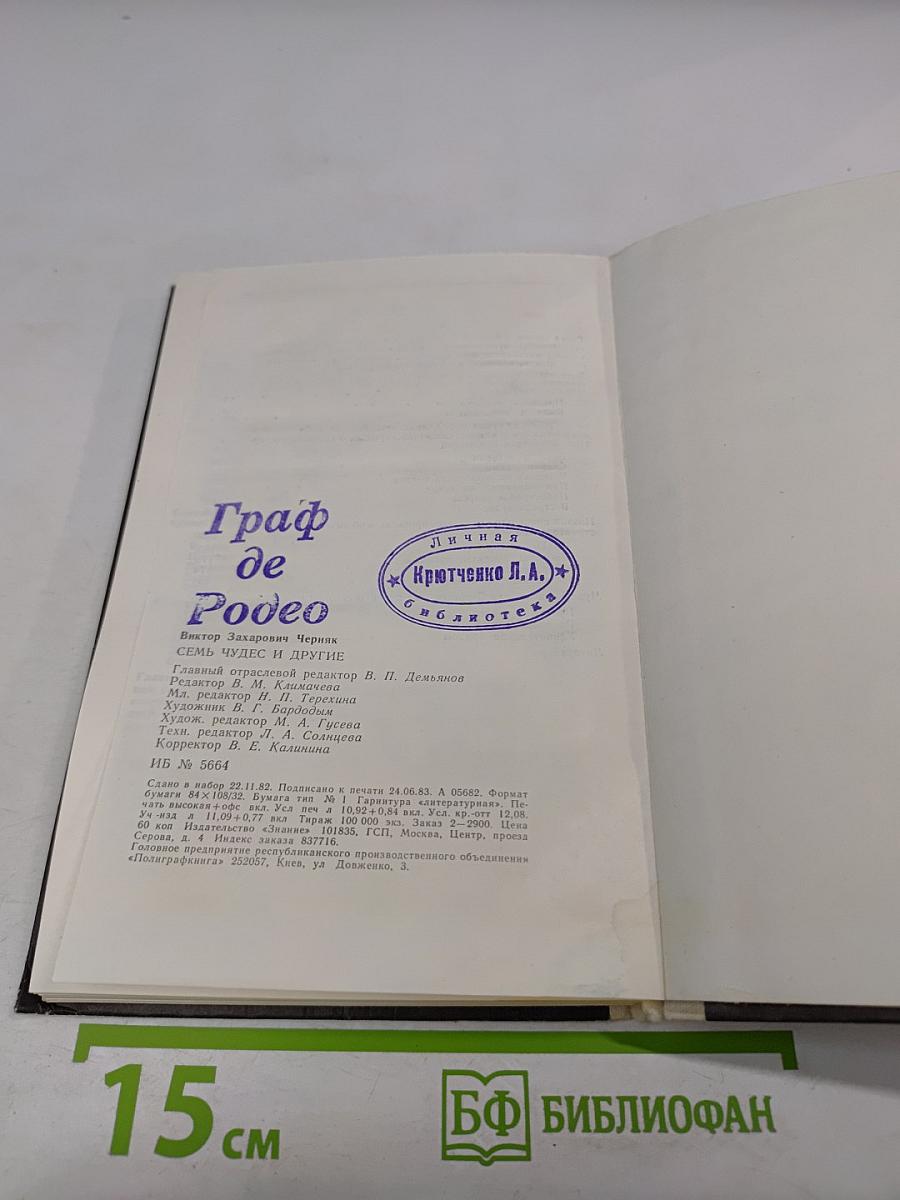 Граф
де
Родео
Личная
Крютченко Л.А.
библиотека
Виктор Захарович Черняк
СЕМЬ ЧУДЕС И ДРУГИЕ
Главный отраслевой редактор В. П. Демьянов
Редактор В. М. Климачева
Мл. редактор Н. П. Терехина
Художник В. Г. Бардодым
Худож. редактор М. А. Гусева
Техн. редактор Л. А. Солнцева
Корректор В. Е. Калинина
ИБ № 5664
Сдано в набор 22.11.82. Подписано к печати 24.06.83. А 05682. Формат
бумаги 84×108/32. Бумага тип № 1 Гарнитура «литературная». Пе-
чать высокая+офс вкл. Усл печ л 10,92+0,84 вкл. Усл. кр.-отт 12,08.
Уч-изд л 11,09+0,77 вкл Тираж 100 000 экз. Заказ 2—2900. Цена
60 коп Издательство «Знание» 101835, ГСП, Москва, Центр, проезд
Серова, д. 4 Индекс заказа 837716.
Головное предприятие республиканского производственного объединения
«Полиграфкнига» 252057, Киев, ул Довженко, 3.
15 см
БФ БИБЛИОФАН